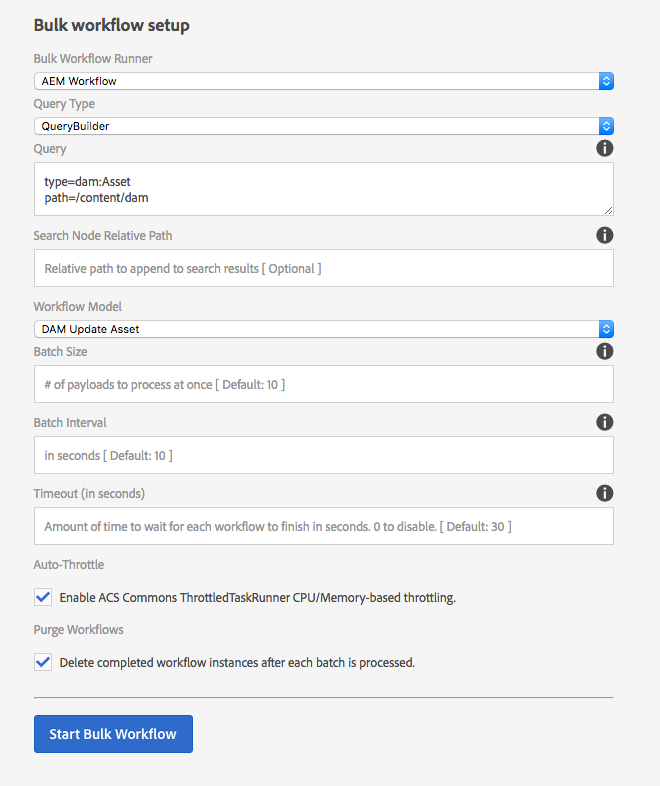 Bulk workflow setup
Bulk Workflow Runner
AEM Workflow
Query Type
QueryBuilder
Query
type=dam:Asset
path=/content/dam
Search Node Relative Path
Relative path to append to search results [ Optional ]
Workflow Model
DAM Update Asset
Batch Size
# of payloads to process at once [ Default: 10 ]
Batch Interval
in seconds [ Default: 10 ]
Timeout (in seconds)
Amount of time to wait for each workflow to finish in seconds. 0 to disable. [ Default: 30 ]
Auto-Throttle
Enable ACS Commons ThrottledTaskRunner CPU/Memory-based throttling.
Purge Workflows
Delete completed workflow instances after each batch is processed.
Start Bulk Workflow